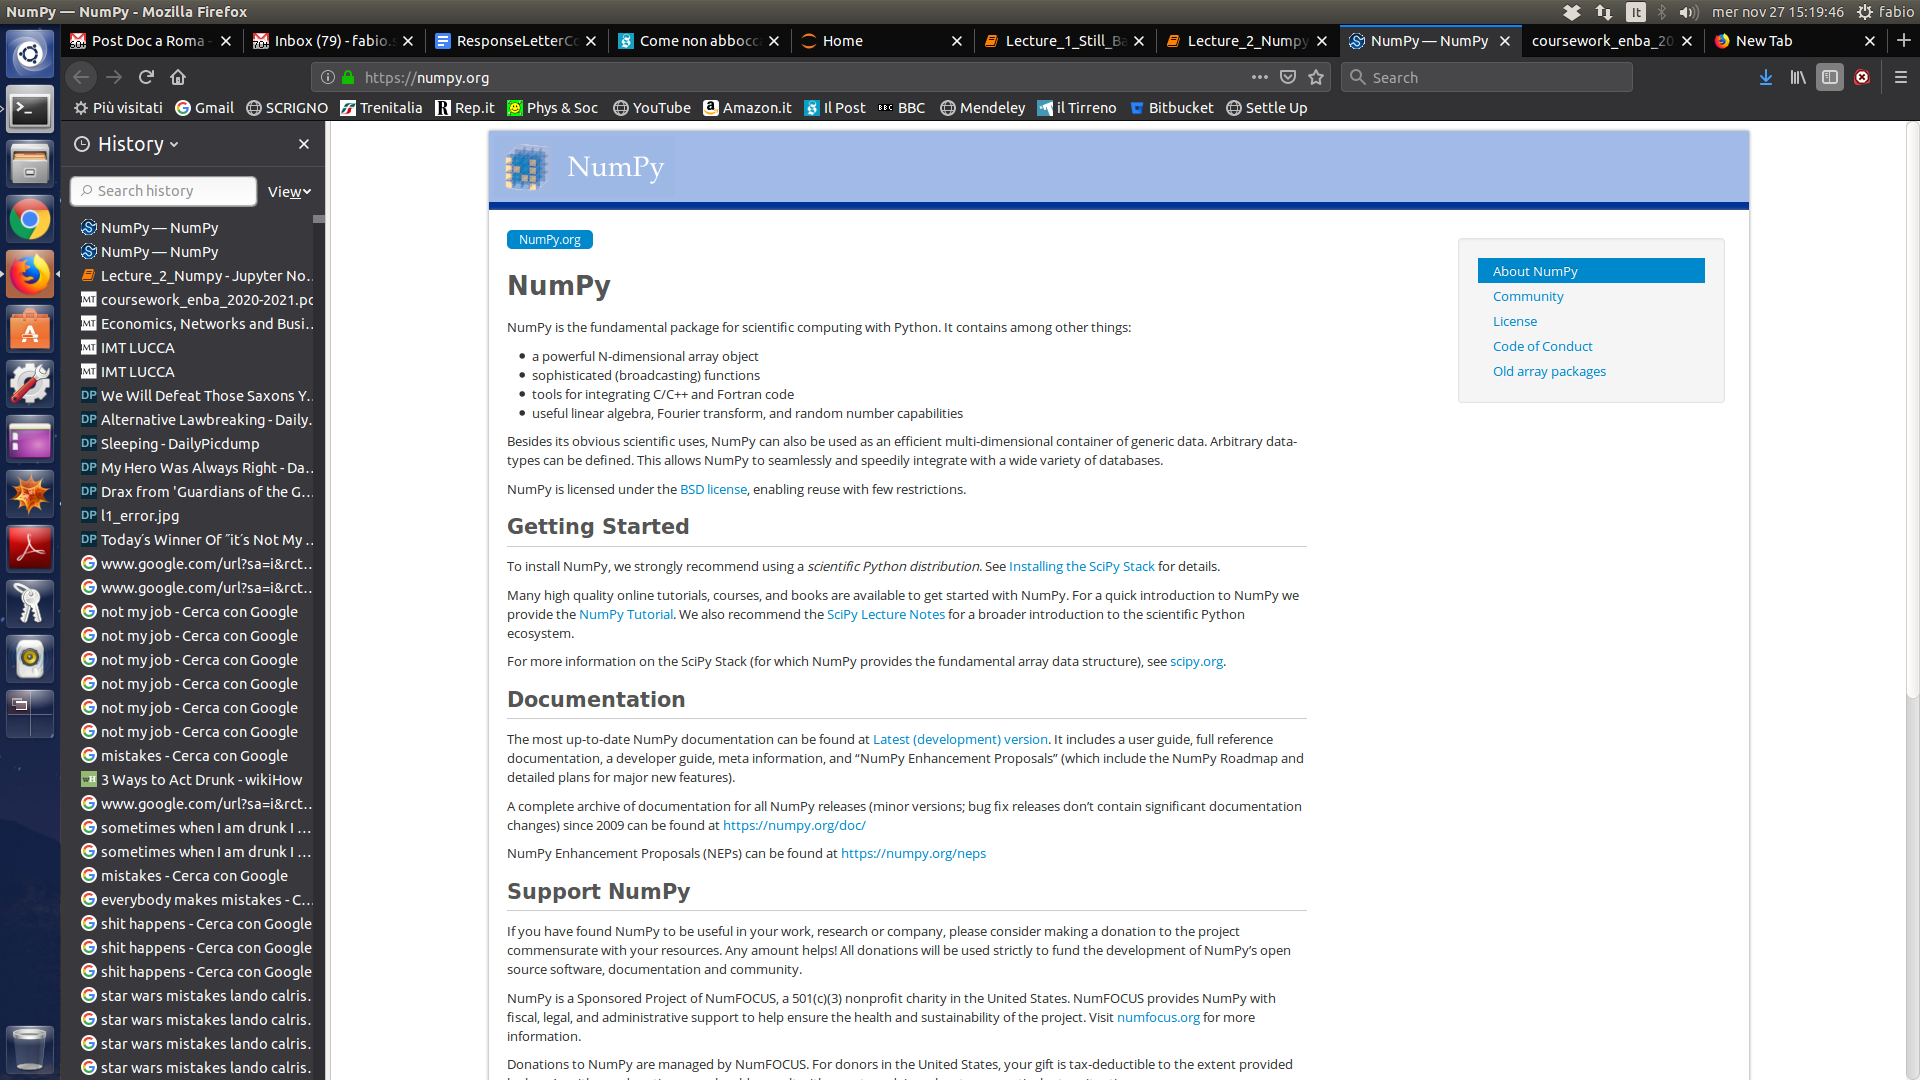 NumPy — NumPy - Mozilla Firefox
It
mer nov 27 15:19:46
fabio
Post Doc a Roma -
Inbox (79) - fabio.s
ResponseLetterCo
Come non abbocca
Home
Lecture_1_Still_Ba
Lecture_2_Numpy
NumPy — NumPy
coursework_enba_20
New Tab
https://numpy.org
Search
Più visitati
Gmail
SCRIGNO
Trenitalia
Rep.it
Phys & Soc
YouTube
Amazon.it
Il Post
BBC
BBC
Mendeley
il Tirreno
Bitbucket
Settle Up
History
Search history
View
NumPy — NumPy
NumPy — NumPy
Lecture_2_Numpy - Jupyter No…
IMT coursework_enba_2020-2021.pd
IMT Economics, Networks and Busi…
IMT IMT LUCCA
IMT IMT LUCCA
DP We Will Defeat Those Saxons Y…
DP Alternative Lawbreaking - Daily…
DP Sleeping - DailyPicdump
DP My Hero Was Always Right - Da…
DP Drax from 'Guardians of the G…
DP l1_error.jpg
DP Today´s Winner Of ˝it´s Not My …
www.google.com/url?sa=i&rct…
www.google.com/url?sa=i&rct…
not my job - Cerca con Google
not my job - Cerca con Google
not my job - Cerca con Google
not my job - Cerca con Google
not my job - Cerca con Google
not my job - Cerca con Google
mistakes - Cerca con Google
3 Ways to Act Drunk - wikiHow
www.google.com/url?sa=i&rct…
sometimes when I am drunk I …
sometimes when I am drunk I …
mistakes - Cerca con Google
everybody makes mistakes - C…
shit happens - Cerca con Google
shit happens - Cerca con Google
shit happens - Cerca con Google
star wars mistakes lando calris…
star wars mistakes lando calris…
star wars mistakes lando calris…
star wars mistakes lando calris…
NumPy
NumPy.org
NumPy
NumPy is the fundamental package for scientific computing with Python. It contains among other things:
• a powerful N-dimensional array object
• sophisticated (broadcasting) functions
• tools for integrating C/C++ and Fortran code
• useful linear algebra, Fourier transform, and random number capabilities
Besides its obvious scientific uses, NumPy can also be used as an efficient multi-dimensional container of generic data. Arbitrary data-
types can be defined. This allows NumPy to seamlessly and speedily integrate with a wide variety of databases.
NumPy is licensed under the BSD license, enabling reuse with few restrictions.
Getting Started
To install NumPy, we strongly recommend using a scientific Python distribution. See Installing the SciPy Stack for details.
Many high quality online tutorials, courses, and books are available to get started with NumPy. For a quick introduction to NumPy we
provide the NumPy Tutorial. We also recommend the SciPy Lecture Notes for a broader introduction to the scientific Python
ecosystem.
For more information on the SciPy Stack (for which NumPy provides the fundamental array data structure), see scipy.org.
Documentation
The most up-to-date NumPy documentation can be found at Latest (development) version. It includes a user guide, full reference
documentation, a developer guide, meta information, and “NumPy Enhancement Proposals” (which include the NumPy Roadmap and
detailed plans for major new features).
A complete archive of documentation for all NumPy releases (minor versions; bug fix releases don’t contain significant documentation
changes) since 2009 can be found at https://numpy.org/doc/
NumPy Enhancement Proposals (NEPs) can be found at https://numpy.org/neps
Support NumPy
If you have found NumPy to be useful in your work, research or company, please consider making a donation to the project
commensurate with your resources. Any amount helps! All donations will be used strictly to fund the development of NumPy’s open
source software, documentation and community.
NumPy is a Sponsored Project of NumFOCUS, a 501(c)(3) nonprofit charity in the United States. NumFOCUS provides NumPy with
fiscal, legal, and administrative support to help ensure the health and sustainability of the project. Visit numfocus.org for more
information.
Donations to NumPy are managed by NumFOCUS. For donors in the United States, your gift is tax-deductible to the extent provided
About NumPy
Community
License
Code of Conduct
Old array packages